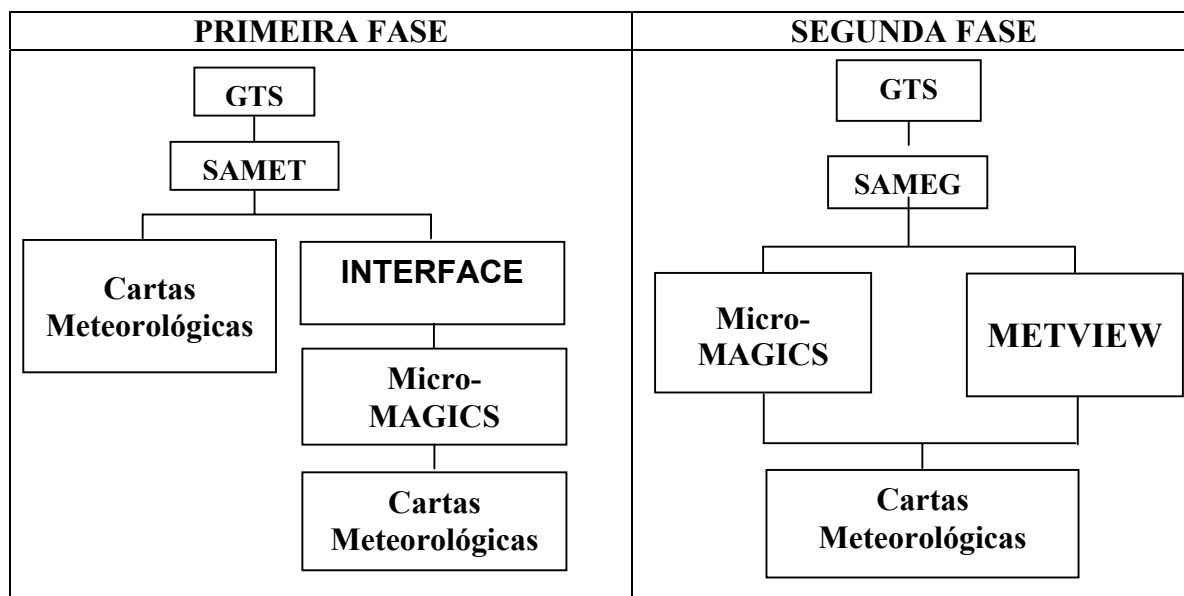 PRIMEIRA FASE
GTS
SAMET
Cartas
Meteorológicas
INTERFACE
Micro-
MAGICS
Cartas
Meteorológicas
SEGUNDA FASE
GTS
SAMEG
Micro-
MAGICS
METVIEW
Cartas
Meteorológicas